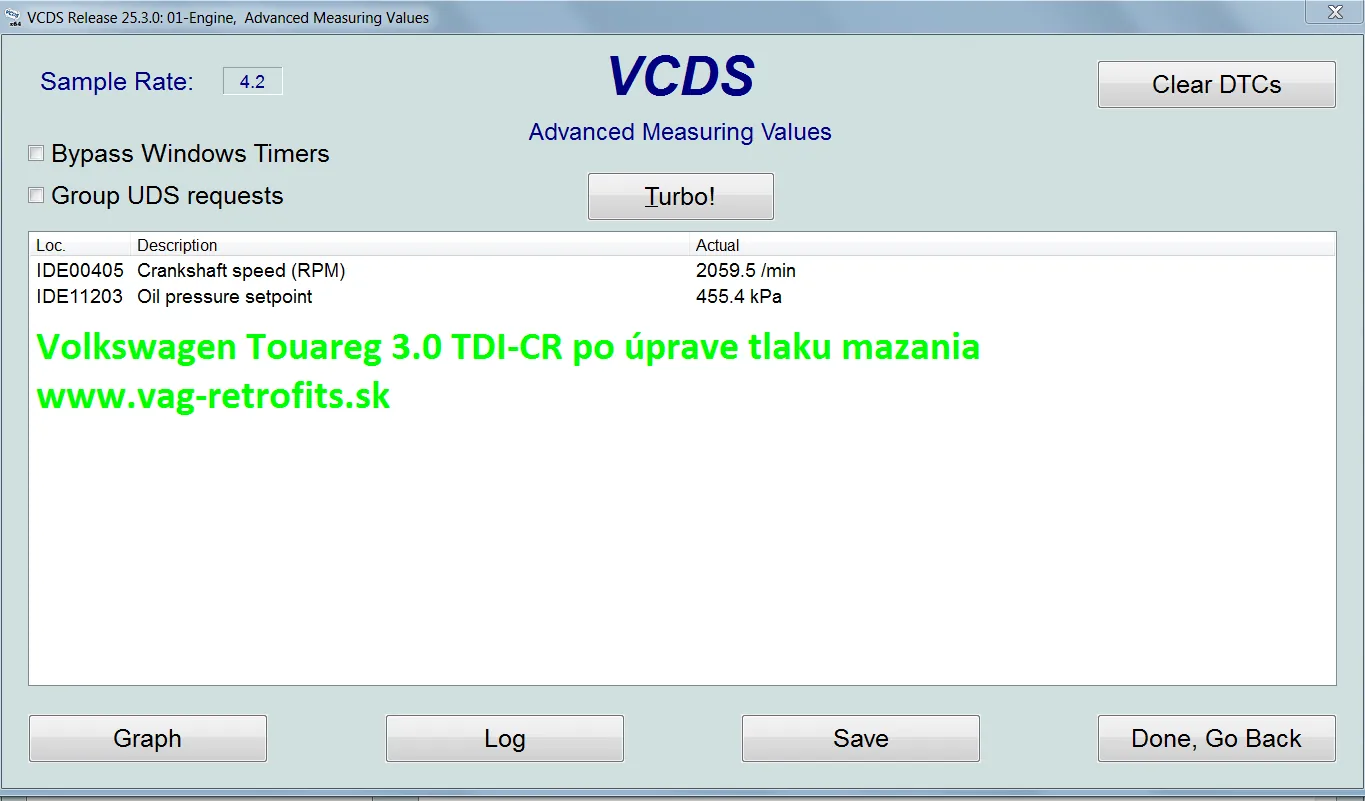 VCDS Release 25.3.0: 01-Engine, Advanced Measuring Values
Sample Rate: 4.2
VCDS
Clear DTCs
Advanced Measuring Values
Bypass Windows Timers
Group UDS requests
Turbo!
Loc. Description Actual
IDE00405 Crankshaft speed (RPM) 2059.5 /min
IDE11203 Oil pressure setpoint 455.4 kPa
Volkswagen Touareg 3.0 TDI-CR po úprave tlaku mazania
www.vag-retrofits.sk
Graph Log Save Done, Go Back